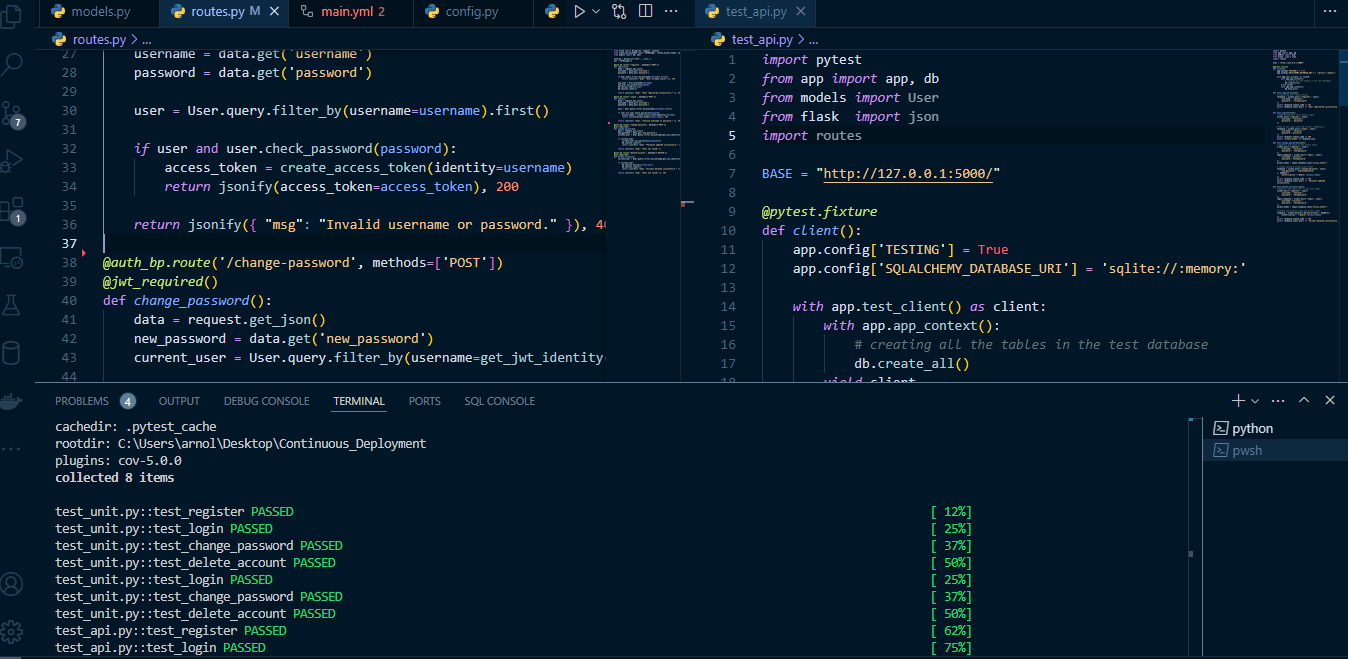 models.py
routes.py M
main.yml 2
config.py
test_api.py
routes.py > ...
27 username = data.get('username')
28 password = data.get('password')
29
30 user = User.query.filter_by(username=username).first()
31
32 if user and user.check_password(password):
33 access_token = create_access_token(identity=username)
34 return jsonify(access_token=access_token), 200
35
36 return jsonify({ "msg": "Invalid username or password." }), 40
37
38 @auth_bp.route('/change-password', methods=['POST'])
39 @jwt_required()
40 def change_password():
41 data = request.get_json()
42 new_password = data.get('new_password')
43 current_user = User.query.filter_by(username=get_jwt_identity(
44
test_api.py > ...
1 import pytest
2 from app import app, db
3 from models import User
4 from flask  import json
5 import routes
6
7 BASE = "http://127.0.0.1:5000/"
8
9 @pytest.fixture
10 def client():
11 app.config['TESTING'] = True
12 app.config['SQLALCHEMY_DATABASE_URI'] = 'sqlite://:memory:'
13
14 with app.test_client() as client:
15 with app.app_context():
16 # creating all the tables in the test database
17 db.create_all()
18 yield client
7
1
PROBLEMS 4 OUTPUT DEBUG CONSOLE TERMINAL PORTS SQL CONSOLE
cachedir: .pytest_cache
rootdir: C:\Users\arnol\Desktop\Continuous_Deployment
plugins: cov-5.0.0
collected 8 items
test_unit.py::test_register PASSED [ 12%]
test_unit.py::test_login PASSED [ 25%]
test_unit.py::test_change_password PASSED [ 37%]
test_unit.py::test_delete_account PASSED [ 50%]
test_unit.py::test_login PASSED [ 25%]
test_unit.py::test_change_password PASSED [ 37%]
test_unit.py::test_delete_account PASSED [ 50%]
test_api.py::test_register PASSED [ 62%]
test_api.py::test_login PASSED [ 75%]
python
pwsh